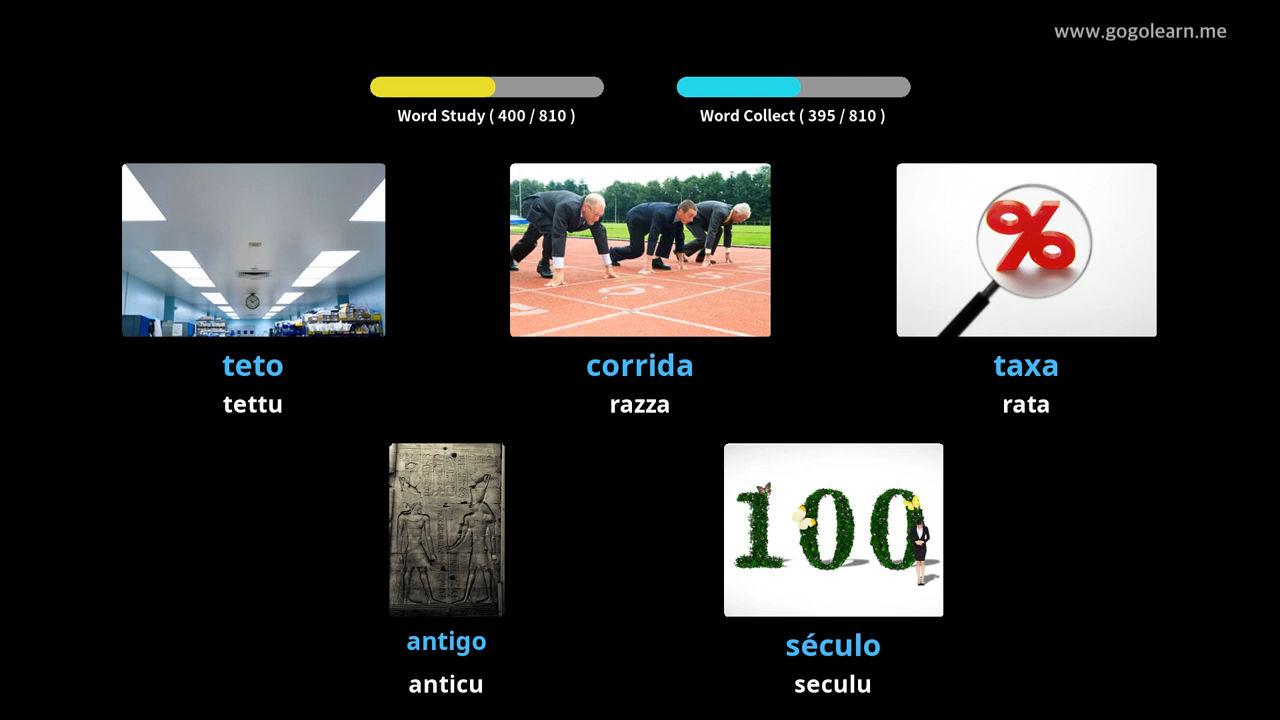 www.gogolearn.me
Word Study ( 400 / 810 )
Word Collect ( 395 / 810 )
%
teto
tettu
corrida
razza
taxa
rata
100
antigo
anticu
século
seculu